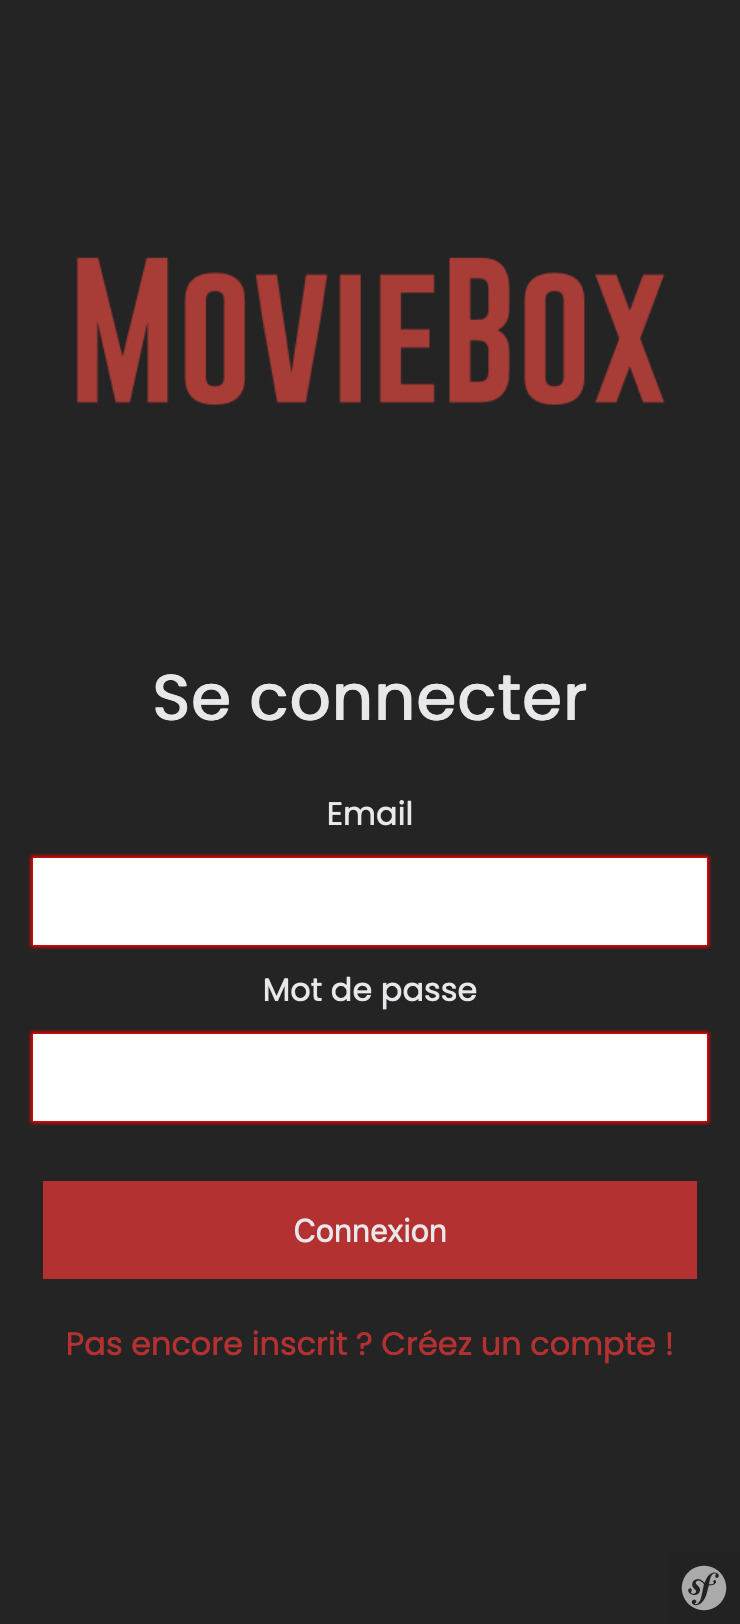 MovieBox
Se connecter
Email
Mot de passe
Connexion
Pas encore inscrit ? Créez un compte !
sf